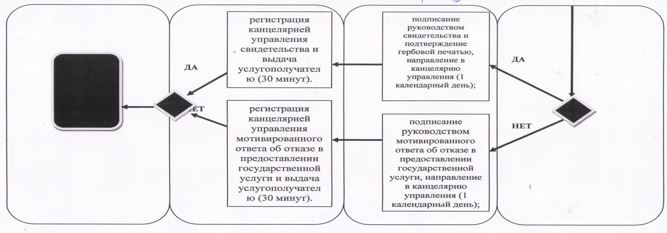 регистрация
канцелярией
управления
свидетельства и
выдача
услугополучател
ю (30 минут).
подписание
руководством
свидетельства и
подтверждение
гербовой печатью,
направление в
канцелярию
управления (1
календарный день);
ДА
ДА
НЕТ
регистрация
канцелярией
управления
мотивированного
ответа об отказе в
предоставлении
государственной
услуги и выдача
услугополучател
ю (30 минут).
подписание
руководством
мотивированного
ответа об отказе в
предоставлении
государственной
услуги, направление
в канцелярию
управления (1
календарный день);
НЕТ